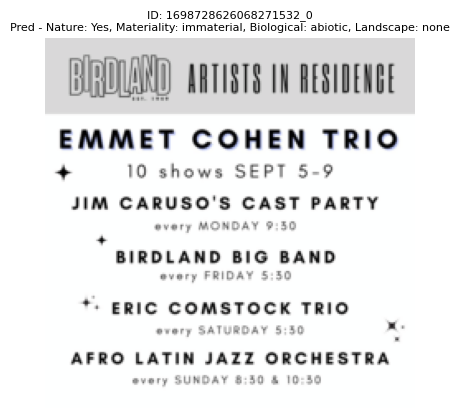 ID: 1698728626068271532_0
Pred - Nature: Yes, Materiality: immaterial, Biological: abiotic, Landscape: none
BIRDLAND
EST. 1949
ARTISTS IN RESIDENCE
EMMET COHEN TRIO
10 shows SEPT 5-9
JIM CARUSO'S CAST PARTY
every MONDAY 9:30
BIRDLAND BIG BAND
every FRIDAY 5:30
ERIC COMSTOCK TRIO
every SATURDAY 5:30
AFRO LATIN JAZZ ORCHESTRA
every SUNDAY 8:30 & 10:30